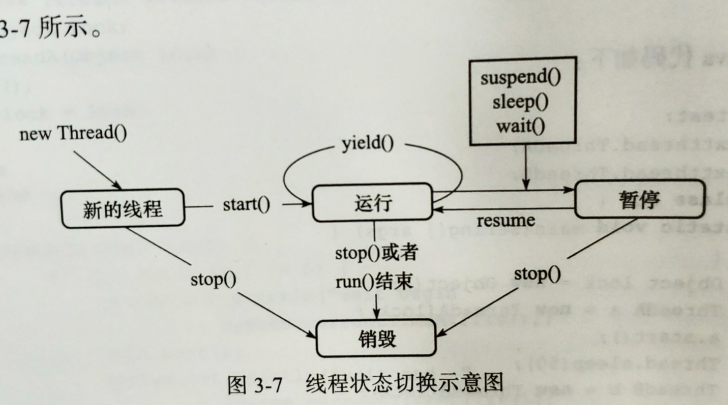 3-7 所示。
suspend()
sleep()
wait()
new Thread()
yield()
新的线程
start()
运行
暂停
resume
stop()
stop()或者
run()结束
stop()
销毁
图 3-7 线程状态切换示意图